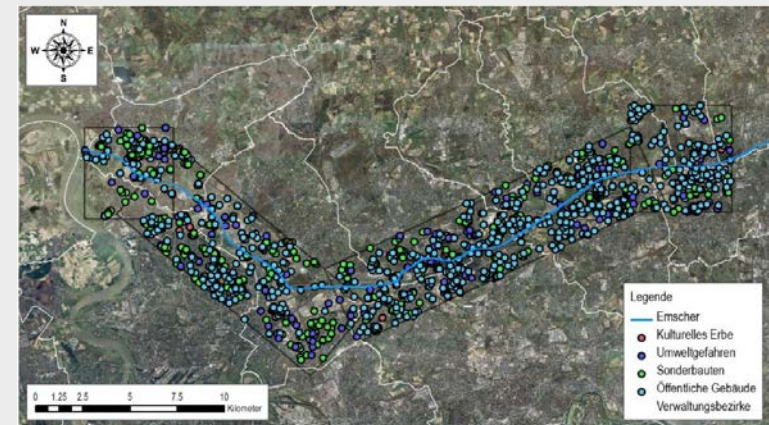 N
W E
S
Legende
Emscher
Kulturelles Erbe
Umweltgefahren
Sonderbauten
Öffentliche Gebäude
Verwaltungsbezirke
0 1.25 2.5 5 7.5 10
Kilometer